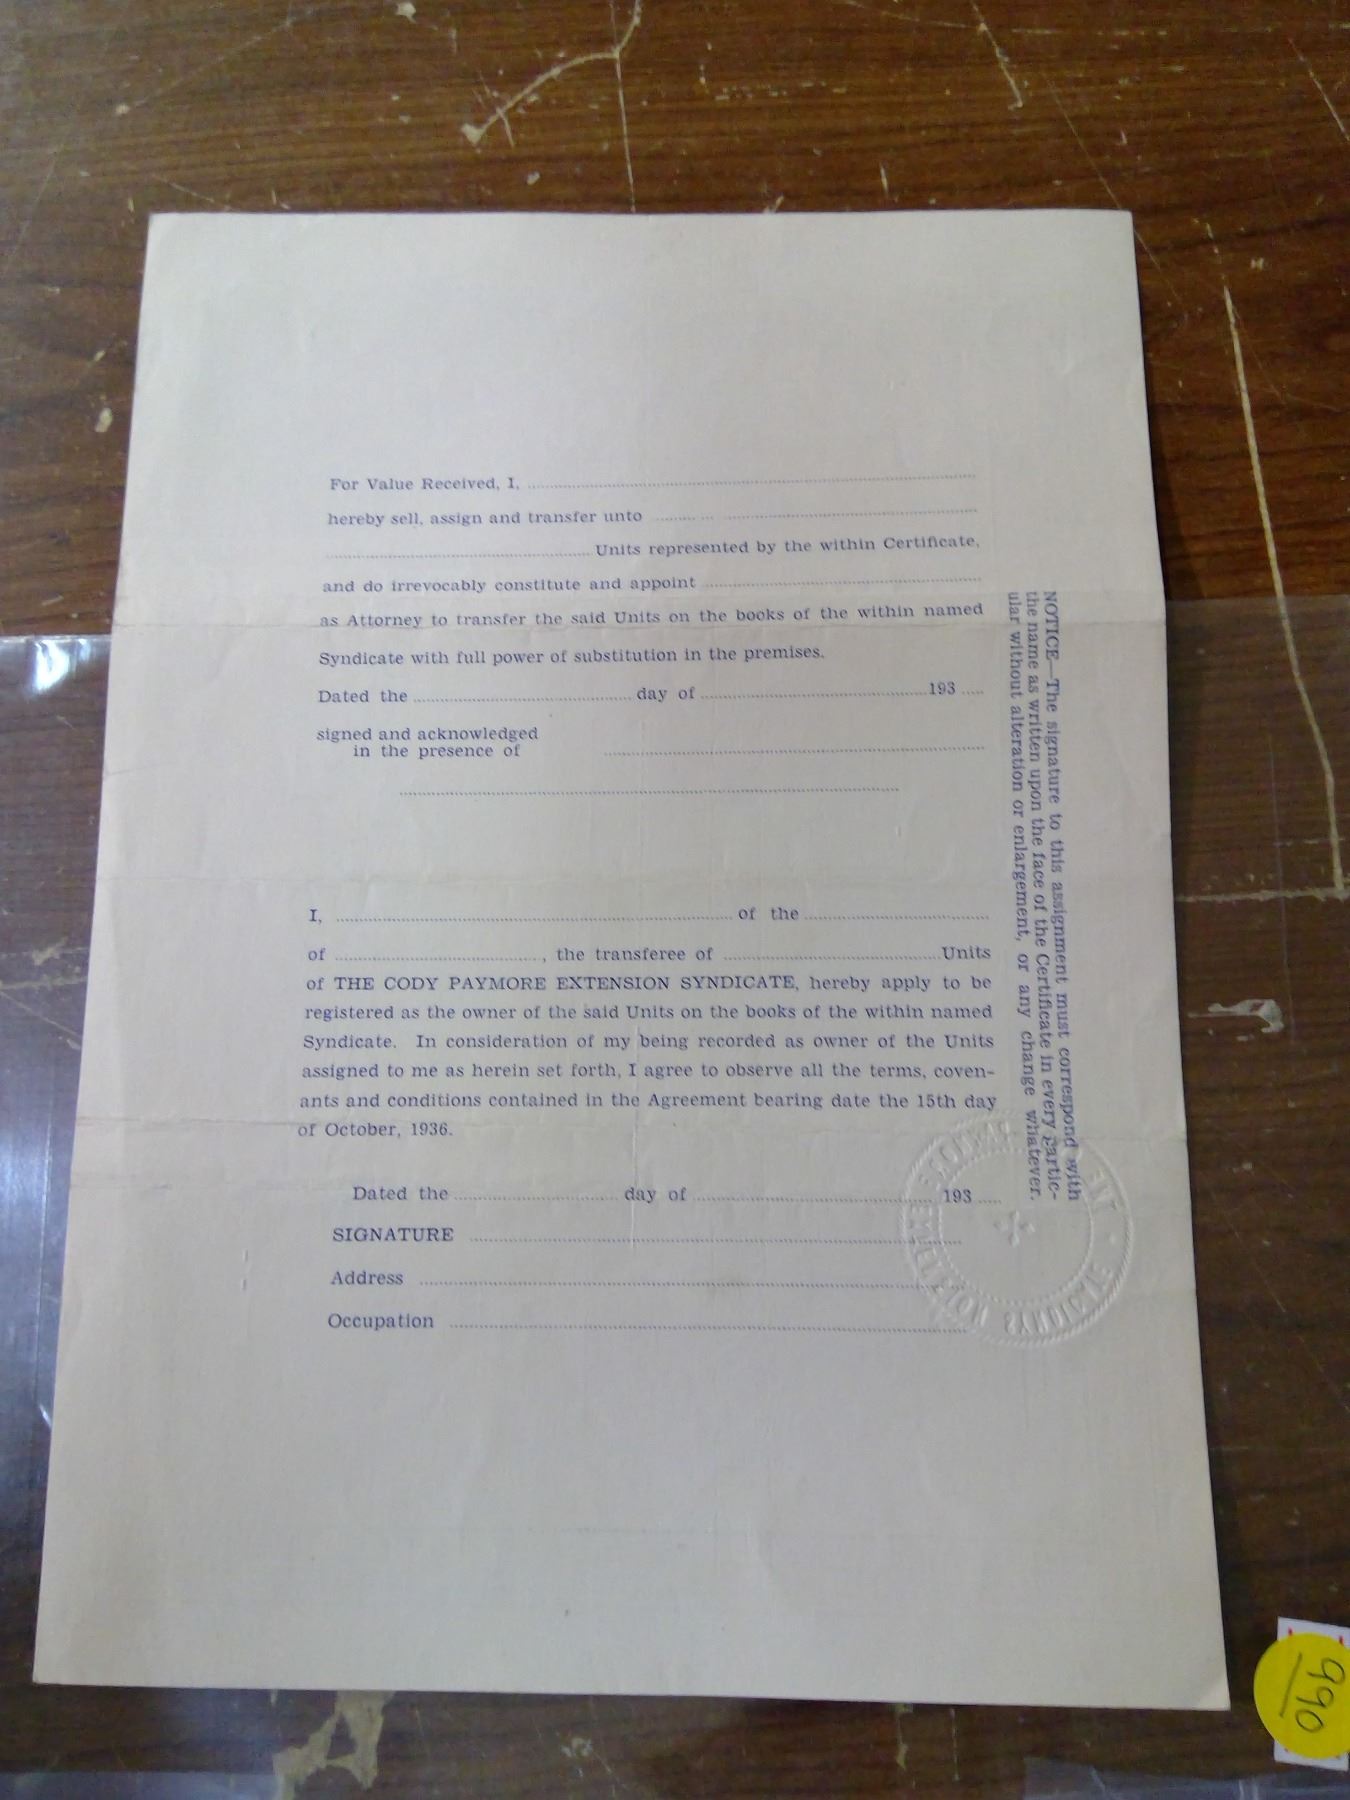 For Value Received, I, ....................
hereby sell, assign and transfer unto ....................
.................... Units represented by the within Certificate,
and do irrevocably constitute and appoint ....................
as Attorney to transfer the said Units on the books of the within named
Syndicate with full power of substitution in the premises.
Dated the .................... day of .................... 193 .....
signed and acknowledged
in the presence of ....................
....................
I, .................... of the ....................
of ...................., the transferee of .................... Units
of THE CODY PAYMORE EXTENSION SYNDICATE, hereby apply to be
registered as the owner of the said Units on the books of the within named
Syndicate. In consideration of my being recorded as owner of the Units
assigned to me as herein set forth, I agree to observe all the terms, coven-
ants and conditions contained in the Agreement bearing date the 15th day
of October, 1936.
Dated the .................... day of .................... 193 .....
SIGNATURE ....................
Address ....................
Occupation ....................
NOTICE—The signature to this assignment must correspond with
the name as written upon the face of the Certificate in every partic-
ular without alteration or enlargement, or any change whatever.
SYNDICATE
990